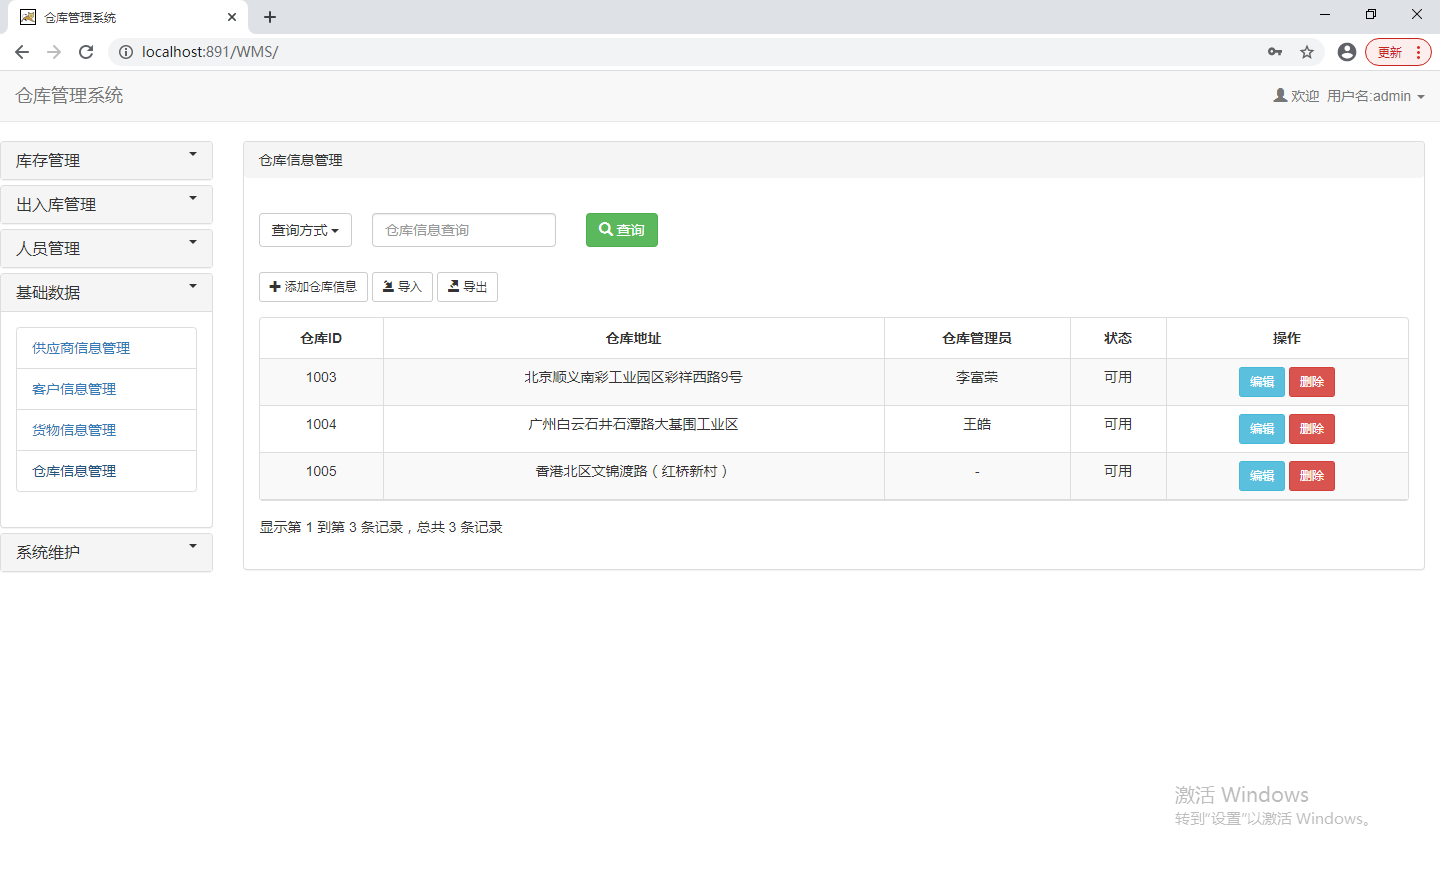 仓库管理系统
localhost:891/WMS/
更新
仓库管理系统
欢迎 用户名:admin
库存管理
出入库管理
人员管理
基础数据
供应商信息管理
客户信息管理
货物信息管理
仓库信息管理
系统维护
仓库信息管理
查询方式 仓库信息查询 查询
添加仓库信息 导入 导出
仓库ID 仓库地址 仓库管理员 状态 操作
1003 北京顺义南彩工业园区彩祥西路9号 李富荣 可用 编辑 删除
1004 广州白云石井石潭路大基围工业区 王皓 可用 编辑 删除
1005 香港北区文锦渡路（红桥新村） - 可用 编辑 删除
显示第 1 到第 3 条记录，总共 3 条记录
激活 Windows
转到"设置"以激活 Windows。